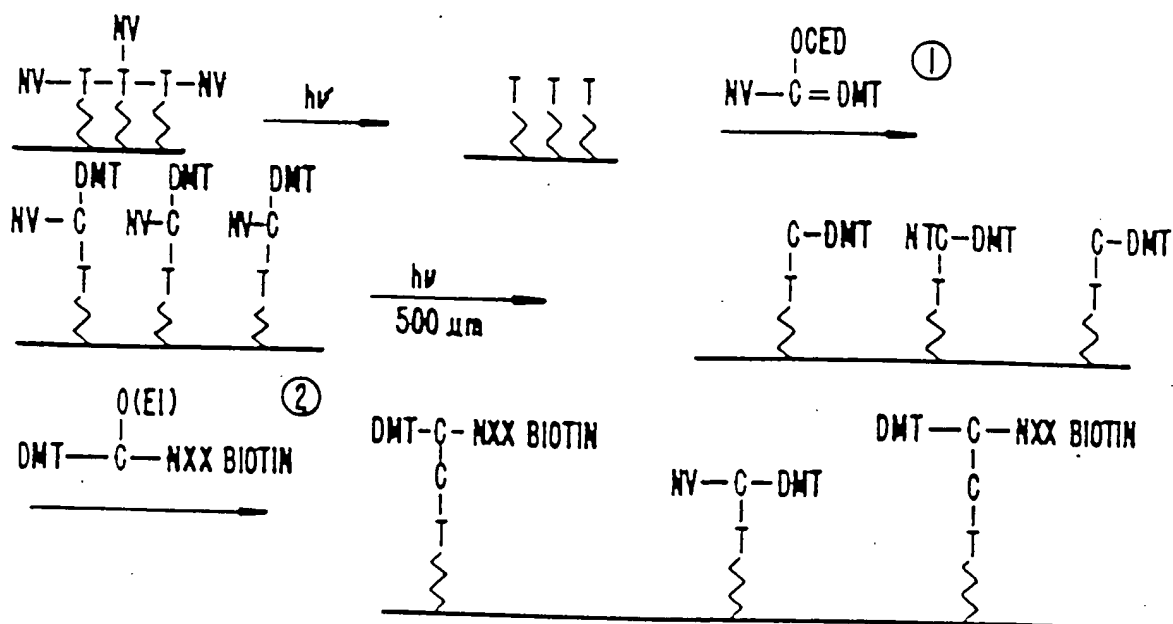 NV
NV—T—T—T—NV
hν
T T T
OCED
NV—C=DMT
①
DMT DMT DMT
NV—C NV—C NV—C
T T T
hν
500 µm
C—DMT NTC—DMT C—DMT
T T T
O(EI)
②
DMT—C—NXX BIOTIN
DMT—C—NXX BIOTIN
C
T
NV—C—DMT
T
DMT—C—NXX BIOTIN
C
T